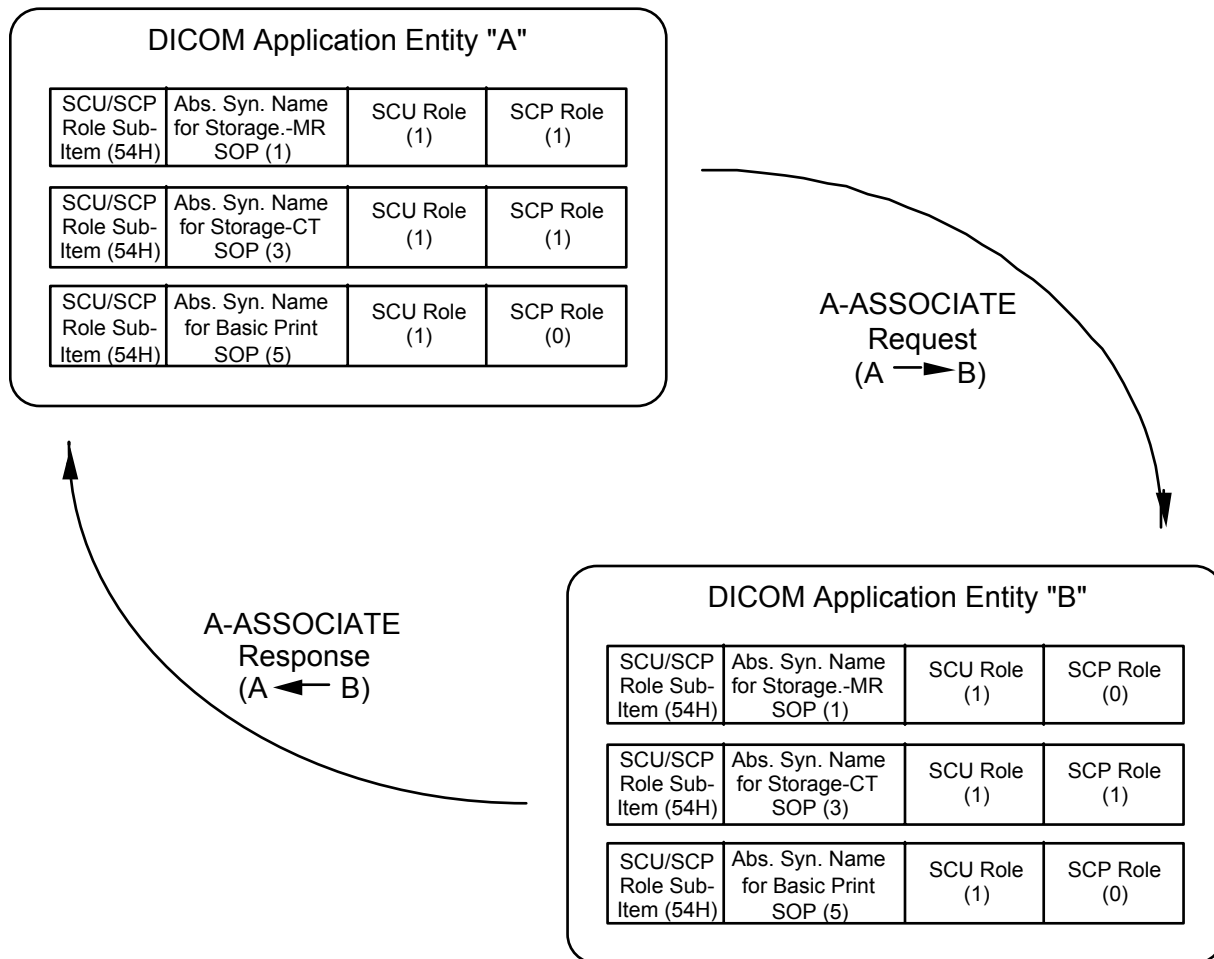 DICOM Application Entity "A"
SCU/SCP
Role Sub-
Item (54H)
Abs. Syn. Name
for Storage.-MR
SOP (1)
SCU Role
(1)
SCP Role
(1)
SCU/SCP
Role Sub-
Item (54H)
Abs. Syn. Name
for Storage-CT
SOP (3)
SCU Role
(1)
SCP Role
(1)
SCU/SCP
Role Sub-
Item (54H)
Abs. Syn. Name
for Basic Print
SOP (5)
SCU Role
(1)
SCP Role
(0)
A-ASSOCIATE
Request
(A B)
A-ASSOCIATE
Response
(A B)
DICOM Application Entity "B"
SCU/SCP
Role Sub-
Item (54H)
Abs. Syn. Name
for Storage.-MR
SOP (1)
SCU Role
(1)
SCP Role
(0)
SCU/SCP
Role Sub-
Item (54H)
Abs. Syn. Name
for Storage-CT
SOP (3)
SCU Role
(1)
SCP Role
(1)
SCU/SCP
Role Sub-
Item (54H)
Abs. Syn. Name
for Basic Print
SOP (5)
SCU Role
(1)
SCP Role
(0)